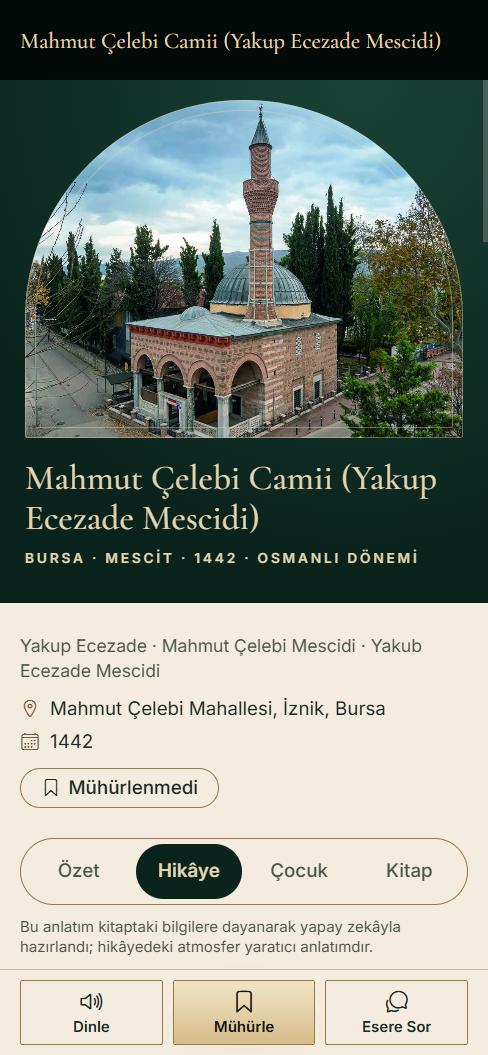 Mahmut Çelebi Camii (Yakup Ecezade Mescidi)
Mahmut Çelebi Camii (Yakup
Ecezade Mescidi)
BURSA · MESCİT · 1442 · OSMANLI DÖNEMİ
Yakup Ecezade · Mahmut Çelebi Mescidi · Yakub
Ecezade Mescidi
Mahmut Çelebi Mahallesi, İznik, Bursa
1442
Mühürlenmedi
Özet Hikâye Çocuk Kitap
Bu anlatım kitaptaki bilgilere dayanarak yapay zekâyla
hazırlandı; hikâyedeki atmosfer yaratıcı anlatımdır.
Dinle Mühürle Esere Sor